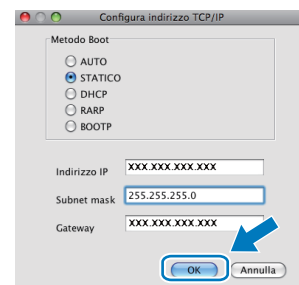 Configura indirizzo TCP/IP
Metodo Boot
AUTO
STATICO
DHCP
RARP
BOOTP
Indirizzo IP XXX.XXX.XXX.XXX
Subnet mask 255.255.255.0
Gateway XXX.XXX.XXX.XXX
OK Annulla